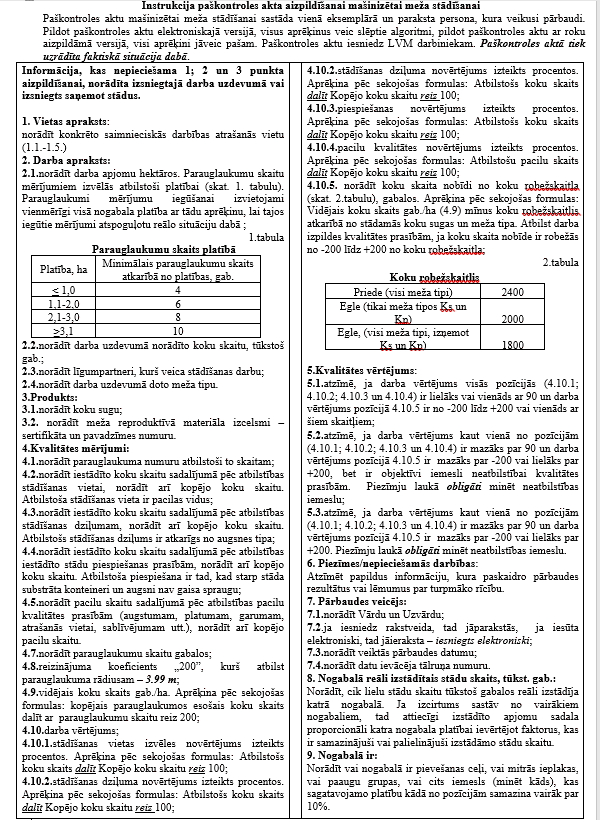 Instrukcija paškontroles akta aizpildīšanai mašinizētai meža stādīšanai
Paškontroles aktu mašinizētai meža stādīšanai sastāda vienā eksemplārā un paraksta persona, kura veikusi pārbaudi.
Pildot paškontroles aktu elektroniskajā versijā, visus aprēķinus veic slēptie algoritmi, pildot paškontroles aktu ar roku
aizpildāmā versijā, visi aprēķini jāveic pašam. Paškontroles aktu iesniedz LVM darbiniekam. Paškontroles aktā tiek
uzrādīta faktiskā situācija dabā.
Informācija, kas nepieciešama 1; 2 un 3 punkta
aizpildīšanai, norādīta izsniegtajā darba uzdevumā vai
izsniegts saņemot stādus.
1. Vietas apraksts:
norādīt konkrēto saimnieciskās darbības atrašanās vietu
(1.1.-1.5.)
2. Darba apraksts:
2.1.norādīt darba apjomu hektāros. Parauglaukumu skaitu
mērījumiem izvēlās atbilstoši platībai (skat. 1. tabulu).
Parauglaukumi mērījumu iegūšanai izvietojami
vienmērīgi visā nogabala platība ar tādu aprēķinu, lai tajos
iegūtie mērījumi atspoguļotu reālo situāciju dabā ;
1.tabula
Parauglaukumu skaits platībā
Platība, ha Minimālais parauglaukumu skaits
atkarībā no platības, gab.
< 1,0 4
1,1-2,0 6
2,1-3,0 8
≥3,1 10
2.2.norādīt darba uzdevumā norādīto koku skaitu, tūkstoš
gab.;
2.3.norādīt līgumpartneri, kurš veica stādīšanas darbu;
2.4.norādīt darba uzdevumā doto meža tipu.
3.Produkts:
3.1.norādīt koku sugu;
3.2. norādīt meža reproduktīvā materiāla izcelsmi –
sertifikāta un pavadzīmes numuru.
4.Kvalitātes mērījumi:
4.1.norādīt parauglaukuma numuru atbilstoši to skaitam;
4.2.norādīt iestādīto koku skaitu sadalījumā pēc atbilstības
stādīšanas vietai, norādīt arī kopējo koku skaitu.
Atbilstoša stādīšanas vieta ir pacilas vidus;
4.3.norādīt iestādīto koku skaitu sadalījumā pēc atbilstības
stādīšanas dziļumam, norādīt arī kopējo koku skaitu.
Atbilstošs stādīšanas dziļums ir atkarīgs no augsnes tipa;
4.4.norādīt iestādīto koku skaitu sadalījumā pēc atbilstības
iestādīto stādu piespiešanas prasībām, norādīt arī kopējo
koku skaitu. Atbilstoša piespiešana ir tad, kad starp stāda
substrāta konteineri un augsni nav gaisa spraugu;
4.5.norādīt pacilu skaitu sadalījumā pēc atbilstības pacilu
kvalitātes prasībām (augstumam, platumam, garumam,
atrašanās vietai, sablīvējumam utt.), norādīt arī kopējo
pacilu skaitu.
4.7.norādīt parauglaukumu skaitu gabalos;
4.8.reizinājuma koeficients „200”, kurš atbilst
parauglaukuma rādiusam – 3.99 m;
4.9.vidējais koku skaits gab./ha. Aprēķina pēc sekojošas
formulas: kopējais parauglaukumos esošais koku skaits
dalīt ar parauglaukumu skaitu reiz 200;
4.10.darba vērtējums;
4.10.1.stādīšanas vietas izvēles novērtējums izteikts
procentos. Aprēķina pēc sekojošas formulas: Atbilstošs
koku skaits dalīt Kopējo koku skaitu reiz 100;
4.10.2.stādīšanas dziļuma novērtējums izteikts procentos.
Aprēķina pēc sekojošas formulas: Atbilstošs koku skaits
dalīt Kopējo koku skaitu reiz 100;
4.10.2.stādīšanas dziļuma novērtējums izteikts procentos.
Aprēķina pēc sekojošas formulas: Atbilstošs koku skaits
dalīt Kopējo koku skaitu reiz 100;
4.10.3.piespiešanas novērtējums izteikts procentos.
Aprēķina pēc sekojošas formulas: Atbilstošs koku skaits
dalīt Kopējo koku skaitu reiz 100;
4.10.4.pacilu kvalitātes novērtējums izteikts procentos.
Aprēķina pēc sekojošas formulas: Atbilstošu pacilu skaits
dalīt Kopējo koku skaitu reiz 100;
4.10.5. norādīt koku skaita nobīdi no koku robežskaitļa
(skat. 2.tabulu), gabalos. Aprēķina pēc sekojošas formulas:
Vidējais koku skaits gab./ha (4.9) mīnus koku robežskaitlis
atkarībā no stādāmās koku sugas un meža tipa. Atbilst darba
izpildes kvalitātes prasībām, ja koku skaita nobīde ir robežās
no -200 līdz +200 no koku robežskaitļa;
2.tabula
Koku robežskaitlis
Priede (visi meža tipi) 2400
Egle (tikai meža tipos Ks un
Kp) 2000
Egle, (visi meža tipi, izņemot
Ks un Kp) 1800
5.Kvalitātes vērtējums:
5.1.atzīmē, ja darba vērtējums visās pozīcijās (4.10.1;
4.10.2; 4.10.3 un 4.10.4) ir lielāks vai vienāds ar 90 un darba
vērtējums pozīcijā 4.10.5 ir no -200 līdz +200 vai vienāds ar
šiem skaitļiem;
5.2.atzīmē, ja darba vērtējums kaut vienā no pozīcijām
(4.10.1; 4.10.2; 4.10.3 un 4.10.4) ir mazāks par 90 un darba
vērtējums pozīcijā 4.10.5 ir mazāks par -200 vai lielāks par
+200, bet ir objektīvi iemesli neatbilstībai kvalitātes
prasībām. Piezīmju laukā obligāti minēt neatbilstības
iemeslu;
5.3.atzīmē, ja darba vērtējums kaut vienā no pozīcijām
(4.10.1; 4.10.2; 4.10.3 un 4.10.4) ir mazāks par 90 un darba
vērtējums pozīcijā 4.10.5 ir mazāks par -200 vai lielāks par
+200. Piezīmju laukā obligāti minēt neatbilstības iemeslu.
6. Piezīmes/nepieciešamās darbības:
Atzīmēt papildus informāciju, kura paskaidro pārbaudes
rezultātus vai lēmumus par turpmāko rīcību.
7. Pārbaudes veicējs:
7.1.norādīt Vārdu un Uzvārdu;
7.2.ja iesniedz rakstveida, tad jāparakstās, ja iesūta
elektroniski, tad jāieraksta – iesniegts elektroniski;
7.3.norādīt veiktās pārbaudes datumu;
7.4.norādīt datu ievācēja tālruņa numuru.
8. Nogabalā reāli izstādītais stādu skaits, tūkst. gab.:
Norādīt, cik lielu stādu skaitu tūkstoš gabalos reāli izstādīja
katrā nogabalā. Ja izcirtums sastāv no vairākiem
nogabaliem, tad attiecīgi izstādīto apjomu sadala
proporcionāli katra nogabala platībai ievērtējot faktorus, kas
ir samazinājuši vai palielinājuši izstādāmo stādu skaitu.
9. Nogabalā ir:
Norādīt vai nogabalā ir pievešanas ceļi, vai mitrās ieplakas,
vai paaugu grupas, vai cits iemesls (minēt kāds), kas
sagatavojamo platību kādā no pozīcijām samazina vairāk par
10%.